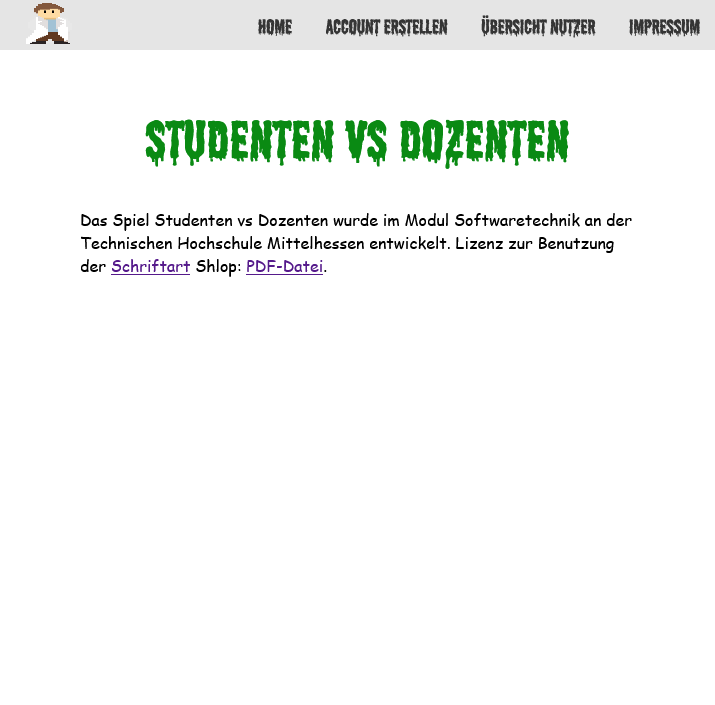 HOME ACCOUNT ERSTELLEN ÜBERSICHT NUTZER IMPRESSUM
STUDENTEN VS DOZENTEN
Das Spiel Studenten vs Dozenten wurde im Modul Softwaretechnik an der
Technischen Hochschule Mittelhessen entwickelt. Lizenz zur Benutzung
der Schriftart Shlop: PDF-Datei.